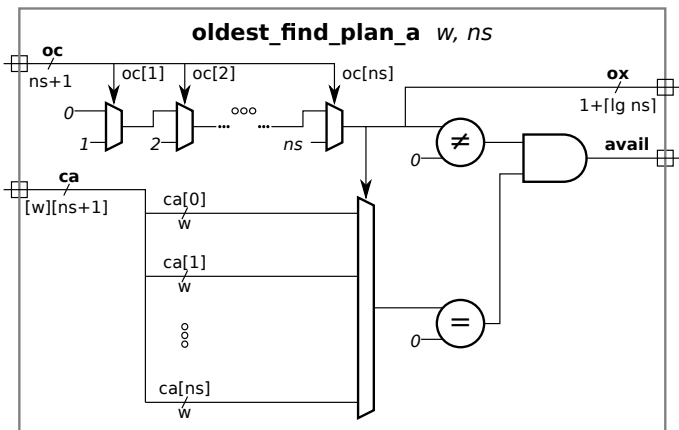 oldest_find_plan_a w, ns
oc
ns+1
oc[1]
oc[2]
oc[ns]
ox
1+⌈lg ns⌉
0
1
2
ns
0
≠
avail
ca
[w][ns+1]
ca[0]
w
ca[1]
w
=
0
ca[ns]
w